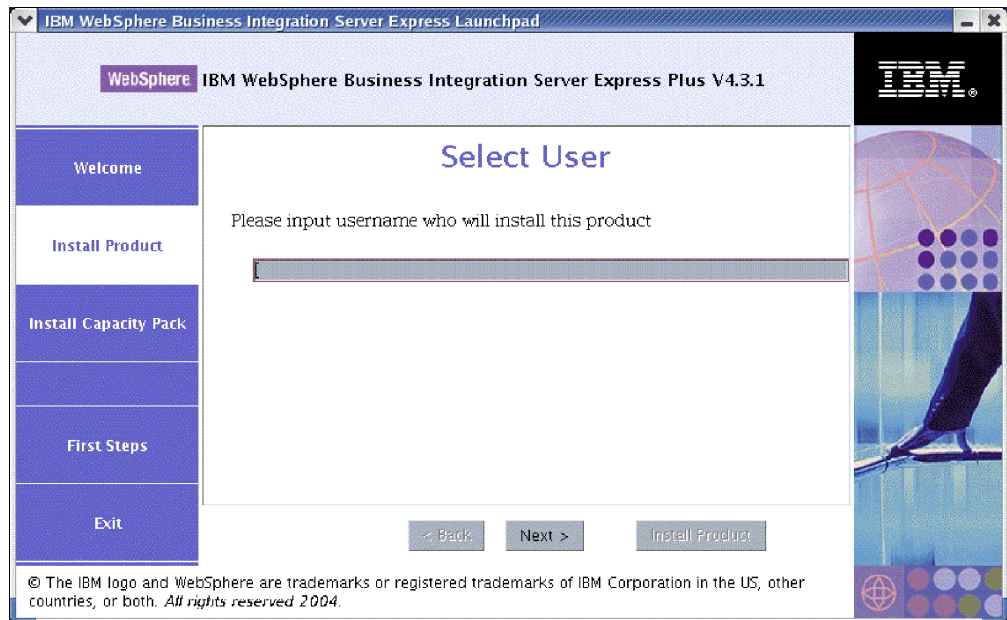 IBM WebSphere Business Integration Server Express Launchpad
WebSphere. IBM WebSphere Business Integration Server Express Plus V4.3.1
IBM®
Welcome
Install Product
Install Capacity Pack
First Steps
Exit
Select User
Please input username who will install this product
< Back Next > Install Product
© The IBM logo and WebSphere are trademarks or registered trademarks of IBM Corporation in the US, other
countries, or both. All rights reserved 2004.